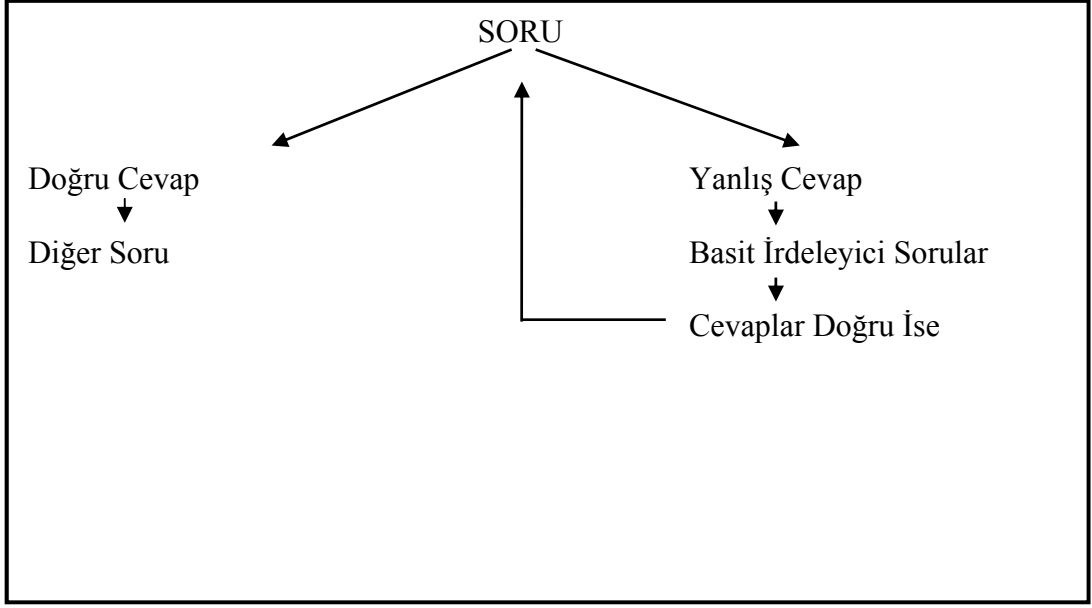 SORU
Doğru Cevap
Yanlış Cevap
Diğer Soru
Basit İrdeleyici Sorular
Cevaplar Doğru İse